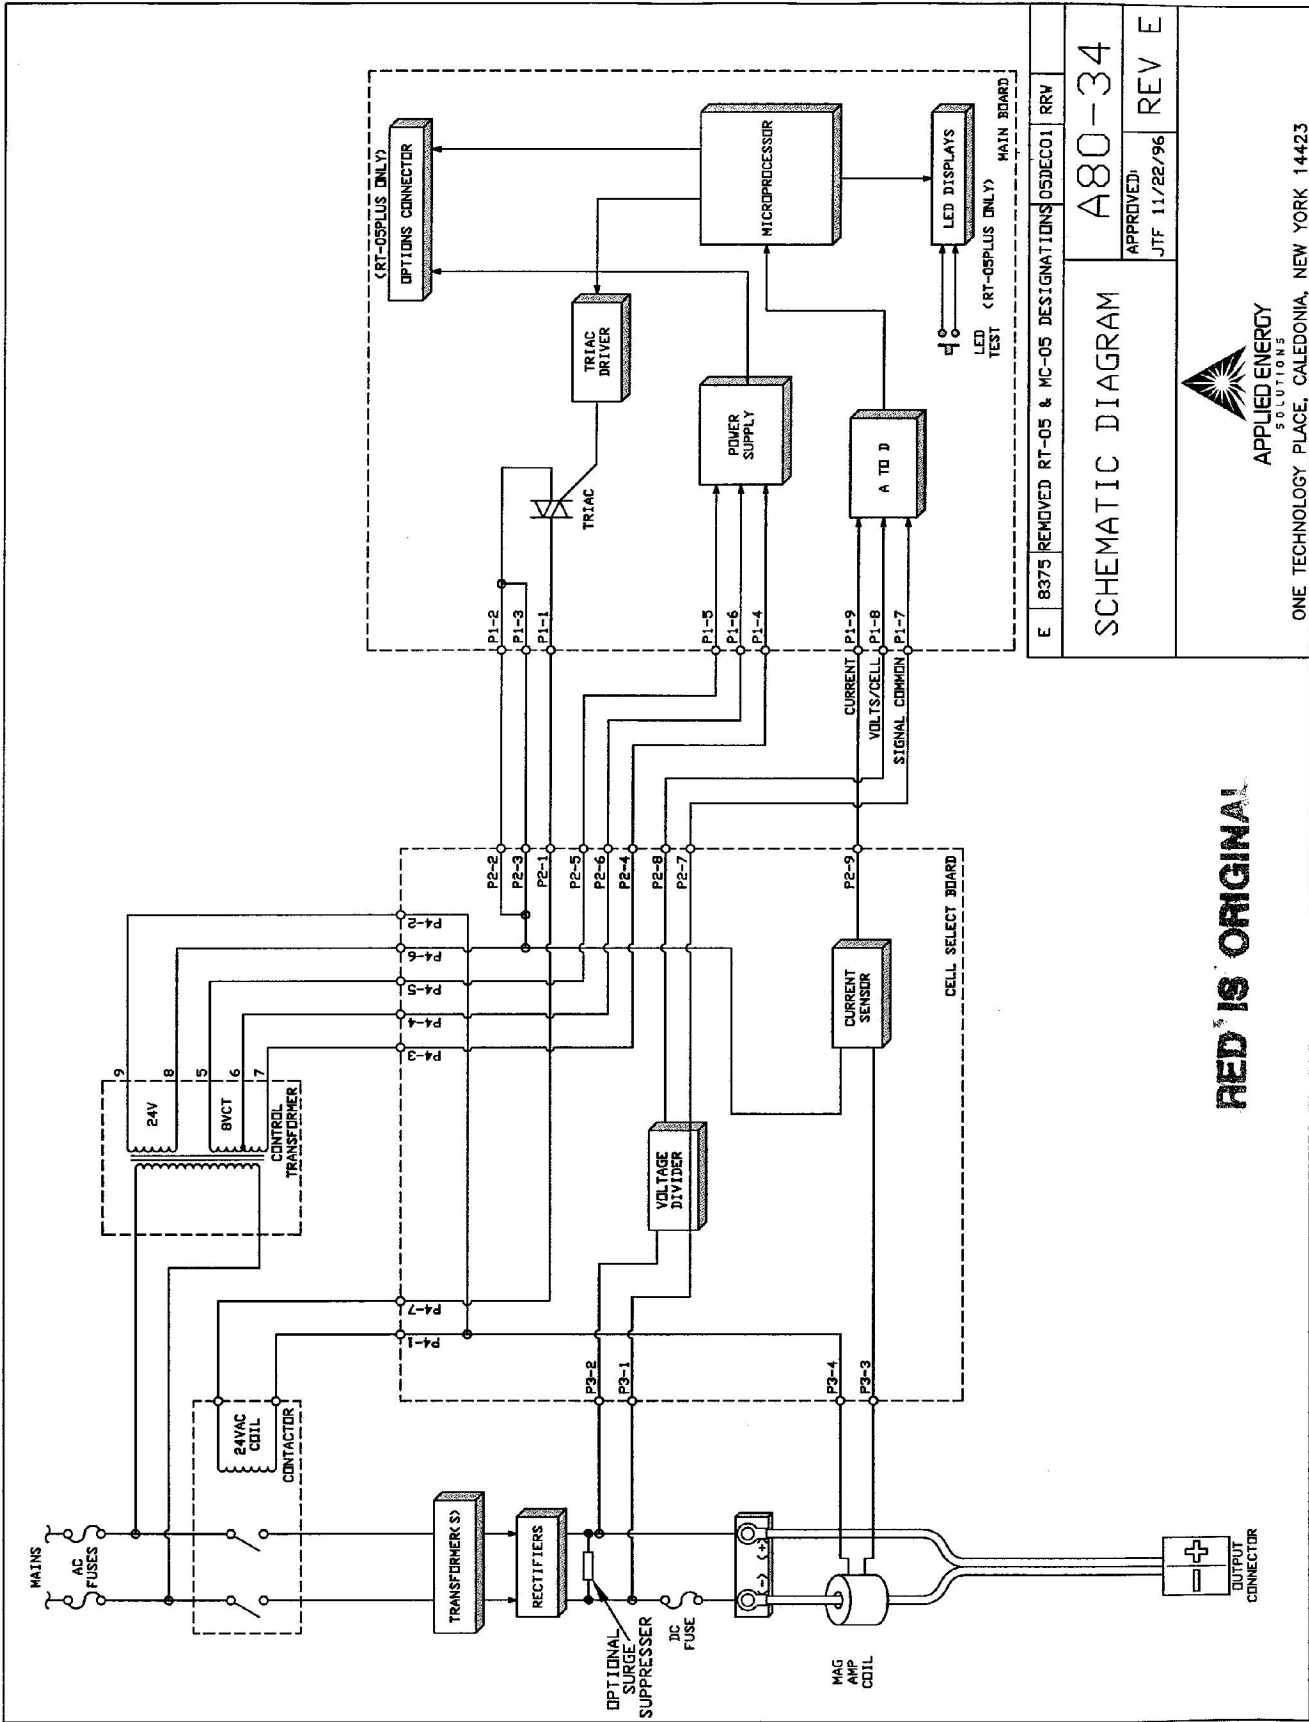 MAINS
AC
FUSES
24VAC
COIL
CONTACTOR
TRANSFORMER(S)
RECTIFIERS
OPTIONAL
SURGE
SUPPRESSER
DC
FUSE
(-) (+)
MAG
AMP
COIL
OUTPUT
CONNECTOR
- +
24V
8VCT
CONTROL
TRANSFORMER
9
8
5
6
7
P4-1
P4-7
P4-3
P4-4
P4-5
P4-6
P4-2
P3-2
P3-1
P3-4
P3-3
VOLTAGE
DIVIDER
CURRENT
SENSOR
CELL SELECT BOARD
P2-2
P2-3
P2-1
P2-5
P2-6
P2-4
P2-8
P2-7
P2-9
CURRENT
VOLTS/CELL
SIGNAL COMMON
P1-2
P1-3
P1-1
P1-5
P1-6
P1-4
P1-9
P1-8
P1-7
TRIAC
TRIAC
DRIVER
POWER
SUPPLY
A TO D
(RT-05PLUS ONLY)
OPTIONS CONNECTOR
MICROPROCESSOR
LED DISPLAYS
LED
TEST
(RT-05PLUS ONLY)
MAIN BOARD
E 8375 REMOVED RT-05 & MC-05 DESIGNATIONS 05DEC01 RRW
SCHEMATIC DIAGRAM
A80-34
APPROVED:
JTF 11/22/96
REV E
APPLIED ENERGY
SOLUTIONS
ONE TECHNOLOGY PLACE, CALEDONIA, NEW YORK 14423
RED IS ORIGINAL